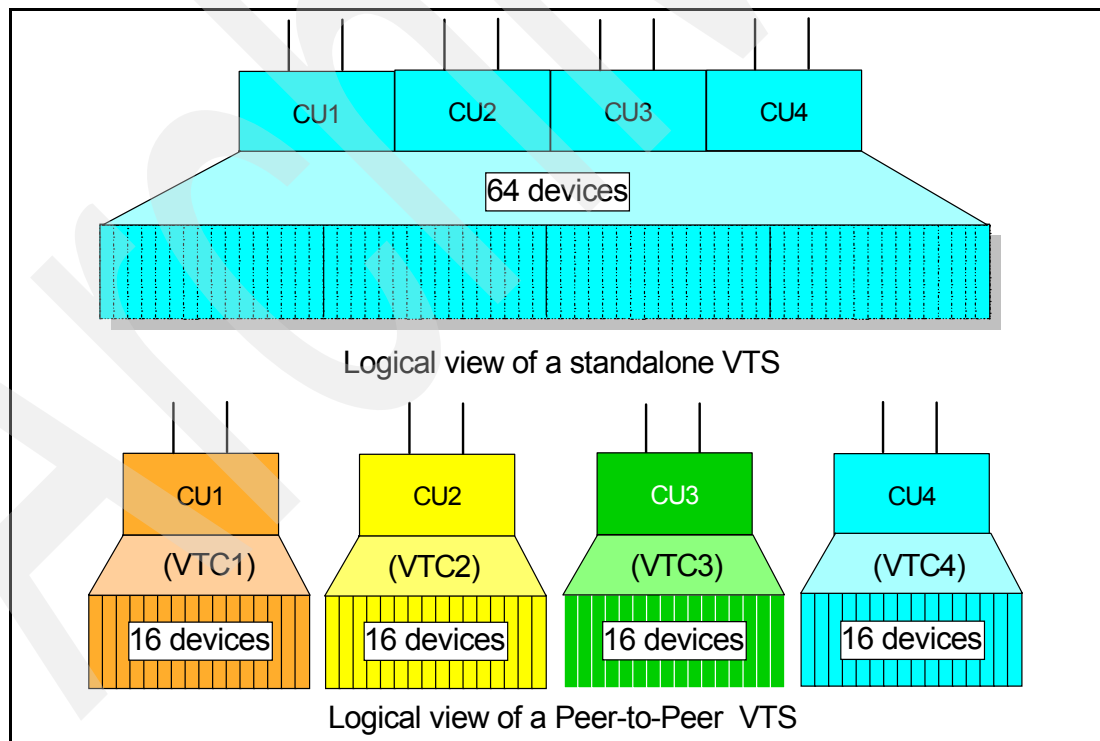 CU1 CU2 CU3 CU4
64 devices
Logical view of a standalone VTS
CU1 CU2 CU3 CU4
(VTC1) (VTC2) (VTC3) (VTC4)
16 devices 16 devices 16 devices 16 devices
Logical view of a Peer-to-Peer VTS